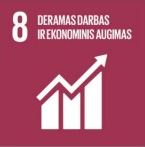 8 DERAMAS DARBAS
IR EKONOMINIS AUGIMAS